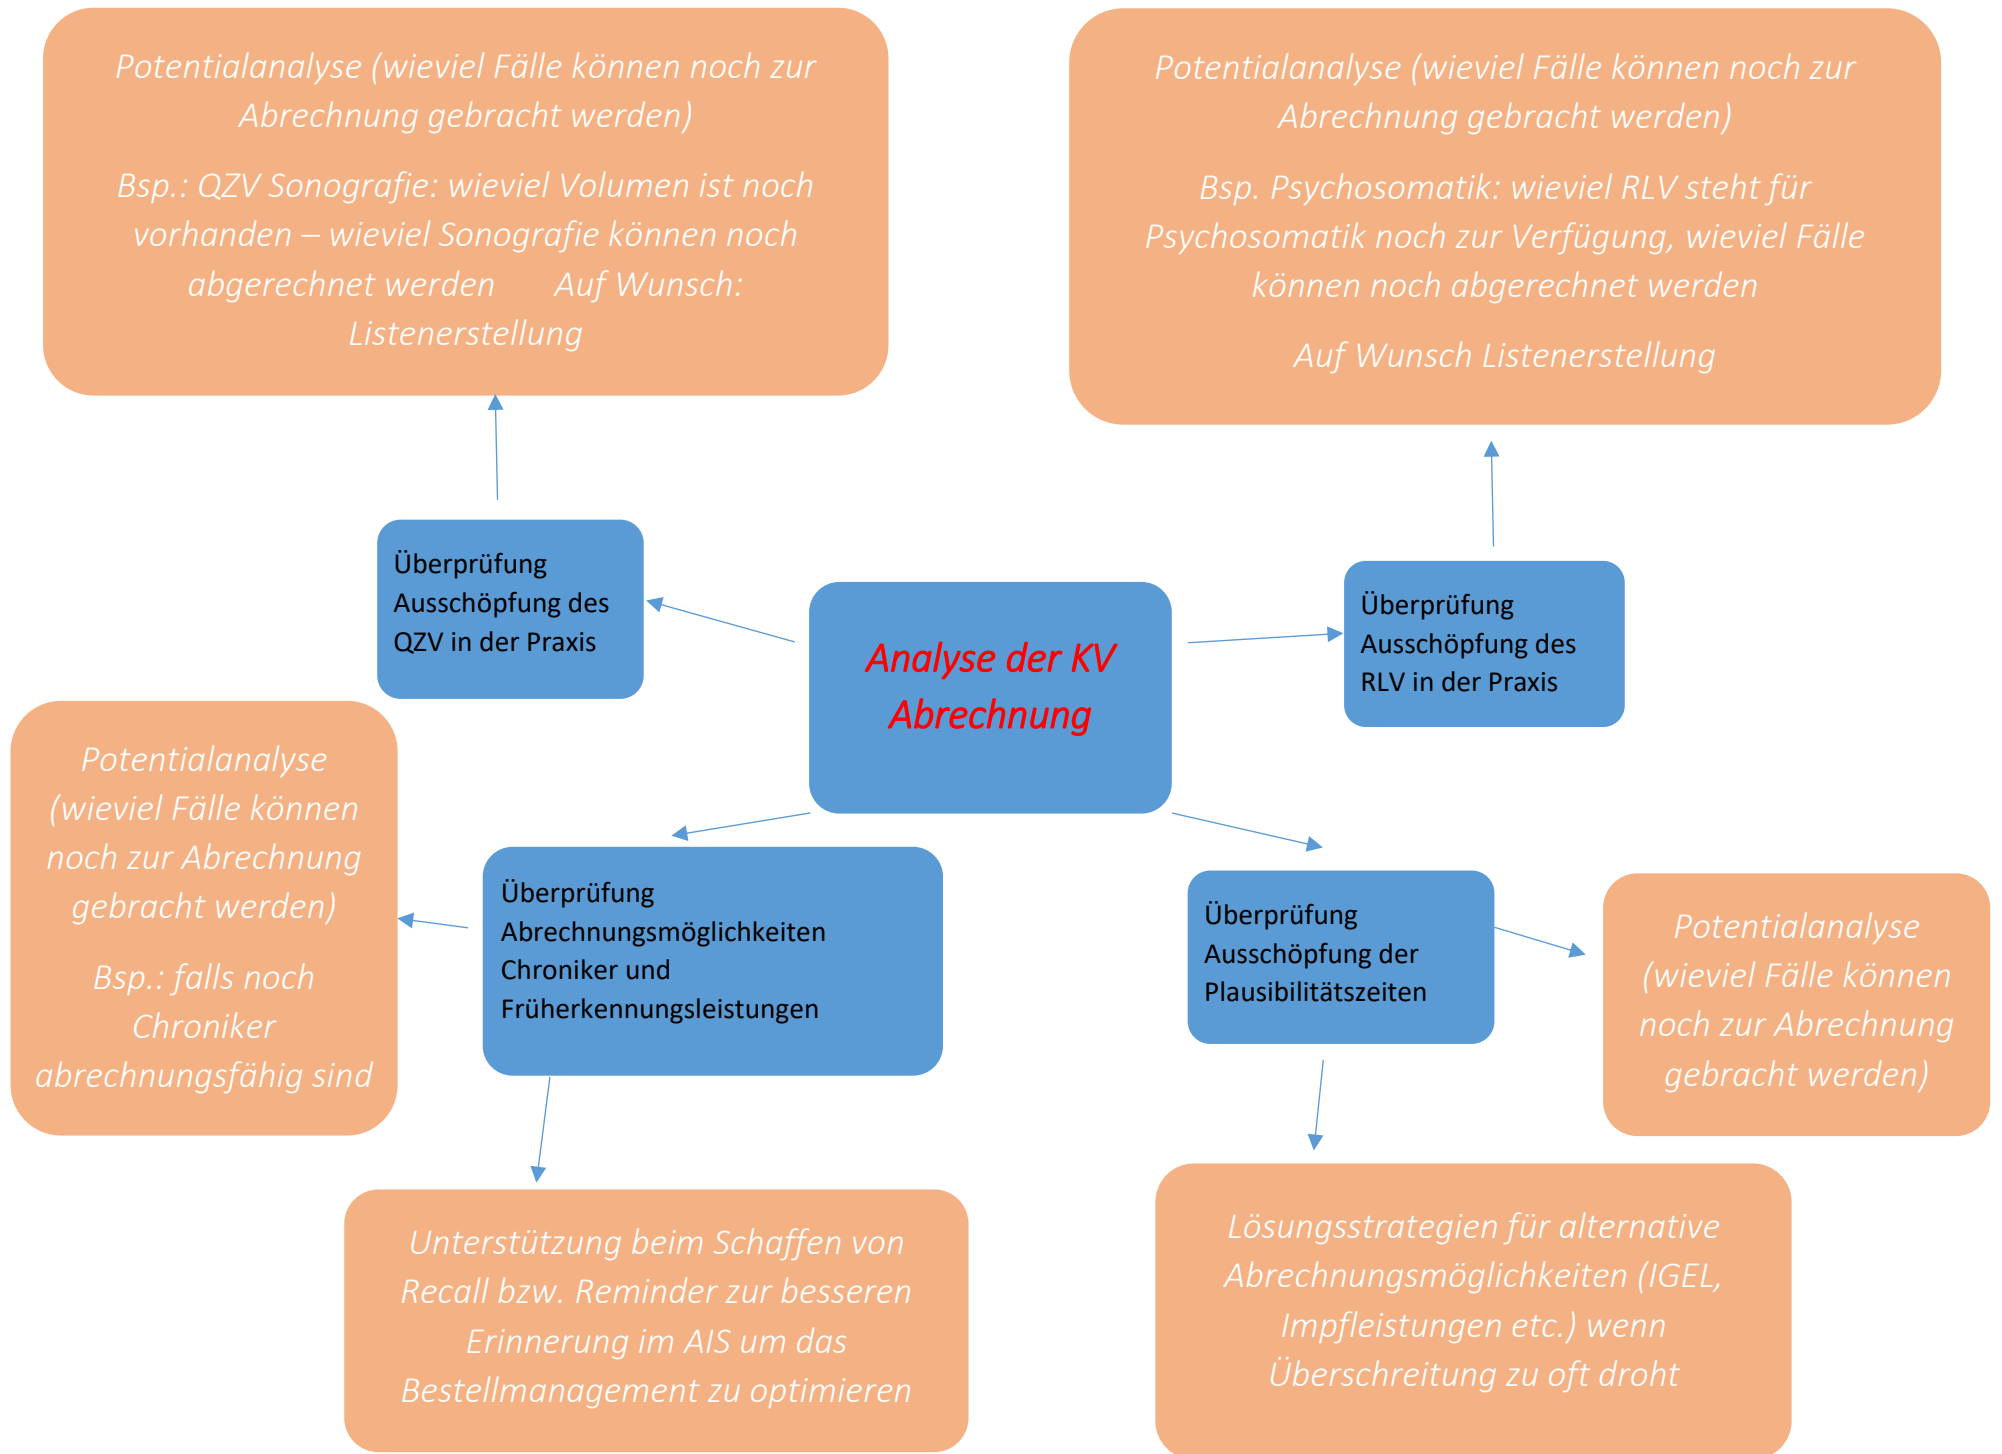 Potentialanalyse (wieviel Fälle können noch zur
Abrechnung gebracht werden)
Bsp.: QZV Sonografie: wieviel Volumen ist noch
vorhanden – wieviel Sonografie können noch
abgerechnet werden Auf Wunsch:
Listenerstellung
Potentialanalyse (wieviel Fälle können noch zur
Abrechnung gebracht werden)
Bsp. Psychosomatik: wieviel RLV steht für
Psychosomatik noch zur Verfügung, wieviel Fälle
können noch abgerechnet werden
Auf Wunsch Listenerstellung
Überprüfung
Ausschöpfung des
QZV in der Praxis
Analyse der KV
Abrechnung
Überprüfung
Ausschöpfung des
RLV in der Praxis
Potentialanalyse
(wieviel Fälle können
noch zur Abrechnung
gebracht werden)
Bsp.: falls noch
Chroniker
abrechnungsfähig sind
Überprüfung
Abrechnungsmöglichkeiten
Chroniker und
Früherkennungsleistungen
Überprüfung
Ausschöpfung der
Plausibilitätszeiten
Potentialanalyse
(wieviel Fälle können
noch zur Abrechnung
gebracht werden)
Unterstützung beim Schaffen von
Recall bzw. Reminder zur besseren
Erinnerung im AIS um das
Bestellmanagement zu optimieren
Lösungsstrategien für alternative
Abrechnungsmöglichkeiten (IGEL,
Impfleistungen etc.) wenn
Überschreitung zu oft droht